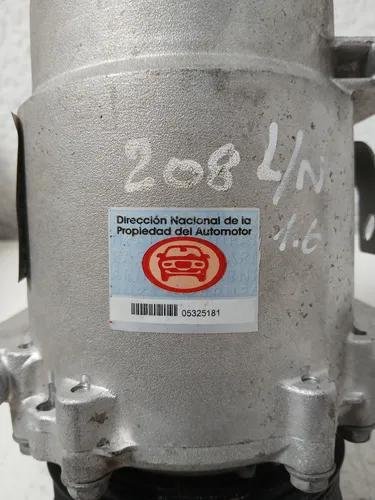 208 L/N
1.6
Dirección Nacional de la
Propiedad del Automotor
05325181